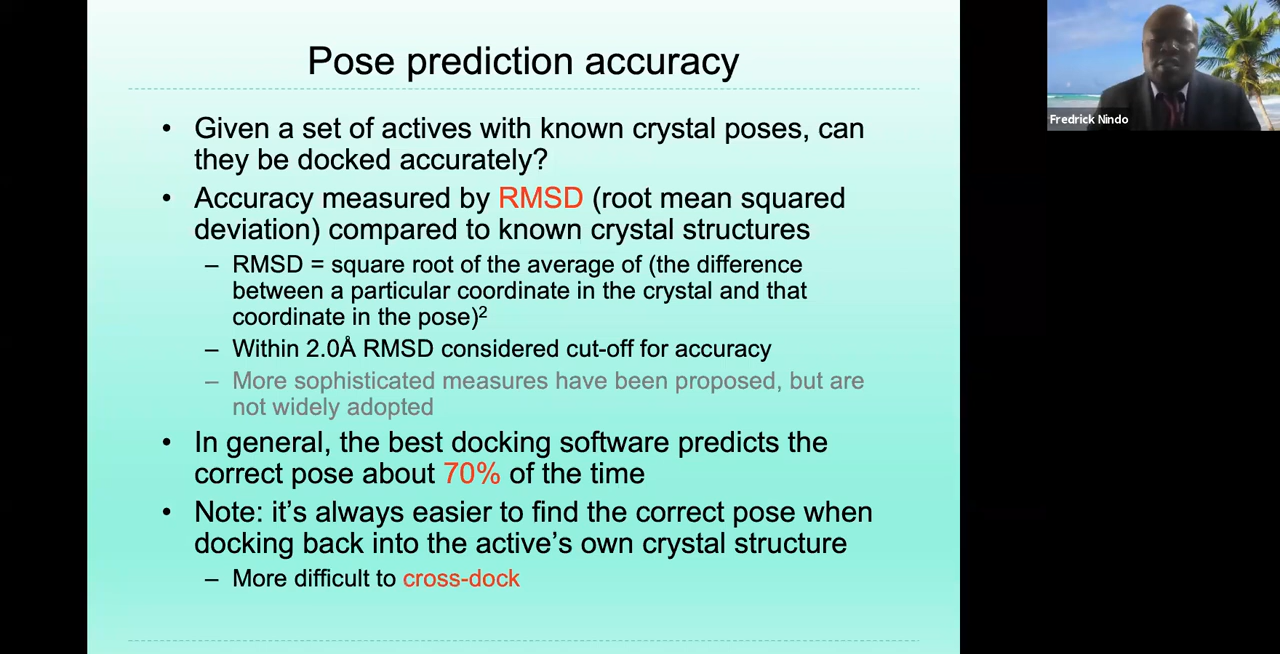 Pose prediction accuracy
• Given a set of actives with known crystal poses, can
they be docked accurately?
• Accuracy measured by RMSD (root mean squared
deviation) compared to known crystal structures
– RMSD = square root of the average of (the difference
between a particular coordinate in the crystal and that
coordinate in the pose)²
– Within 2.0Å RMSD considered cut-off for accuracy
– More sophisticated measures have been proposed, but are
not widely adopted
• In general, the best docking software predicts the
correct pose about 70% of the time
• Note: it's always easier to find the correct pose when
docking back into the active's own crystal structure
– More difficult to cross-dock
Fredrick Nindo